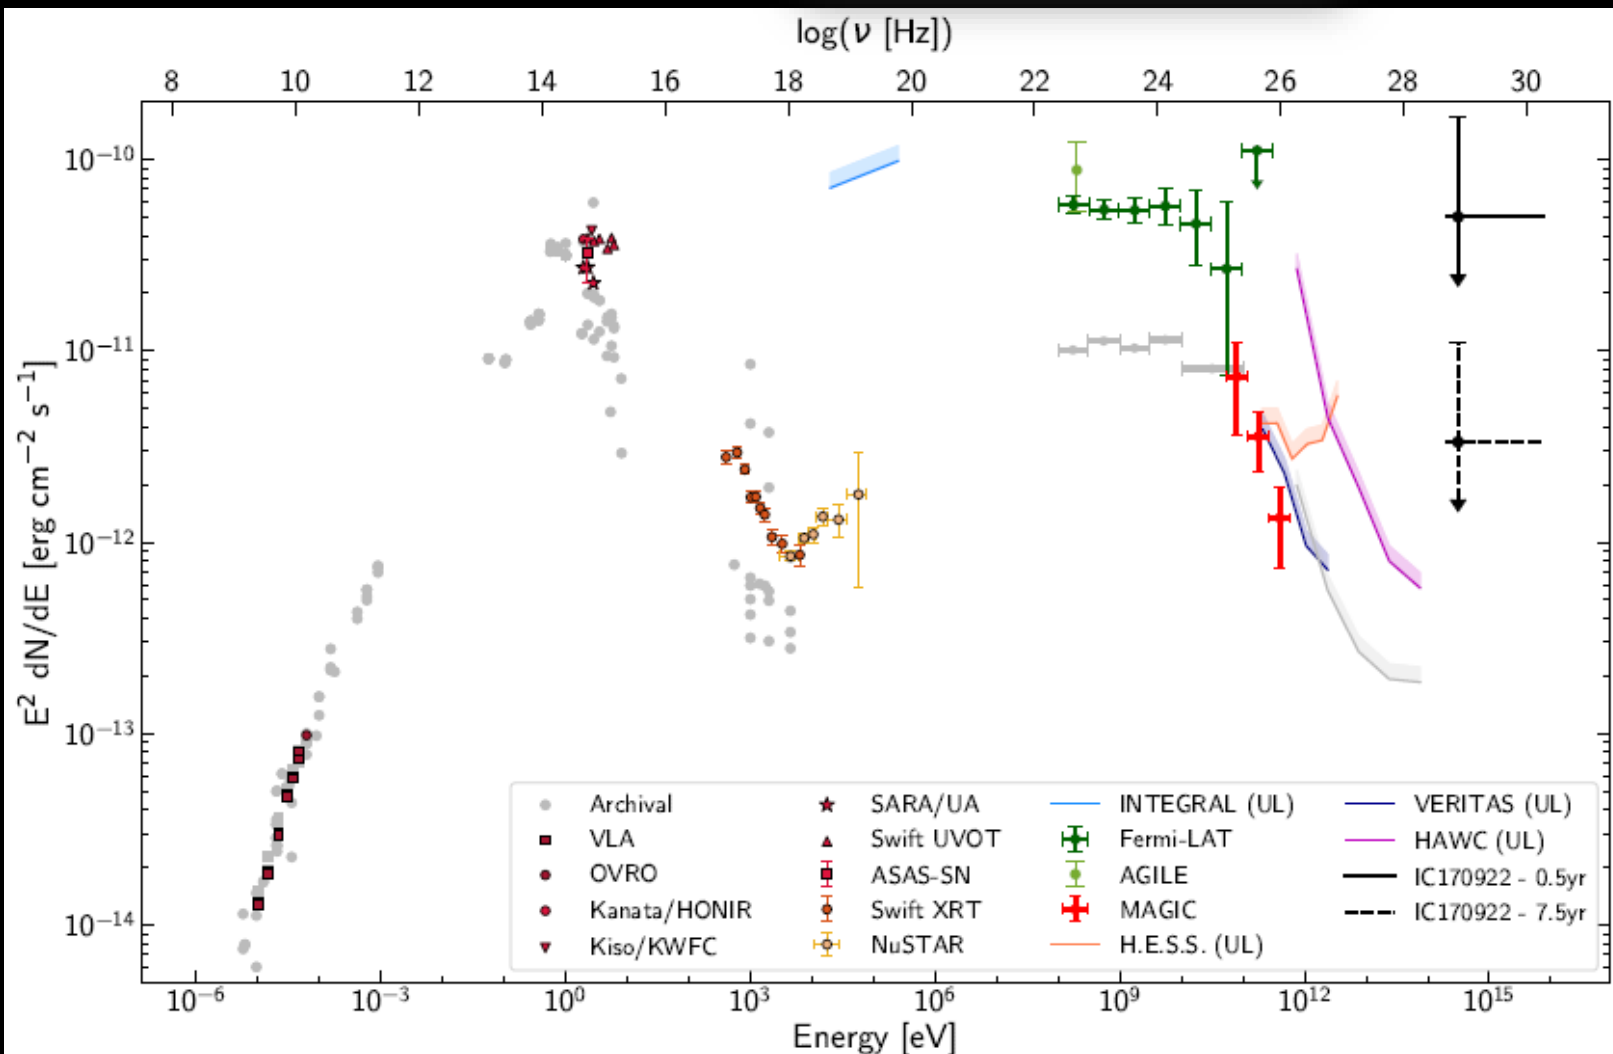 log(ν [Hz])
8 10 12 14 16 18 20 22 24 26 28 30
10⁻¹⁰
10⁻¹¹
10⁻¹²
10⁻¹³
10⁻¹⁴
E² dN/dE [erg cm⁻² s⁻¹]
Archival
VLA
OVRO
Kanata/HONIR
Kiso/KWFC
SARA/UA
Swift UVOT
ASAS-SN
Swift XRT
NuSTAR
INTEGRAL (UL)
Fermi-LAT
AGILE
MAGIC
H.E.S.S. (UL)
VERITAS (UL)
HAWC (UL)
IC170922 - 0.5yr
IC170922 - 7.5yr
10⁻⁶ 10⁻³ 10⁰ 10³ 10⁶ 10⁹ 10¹² 10¹⁵
Energy [eV]